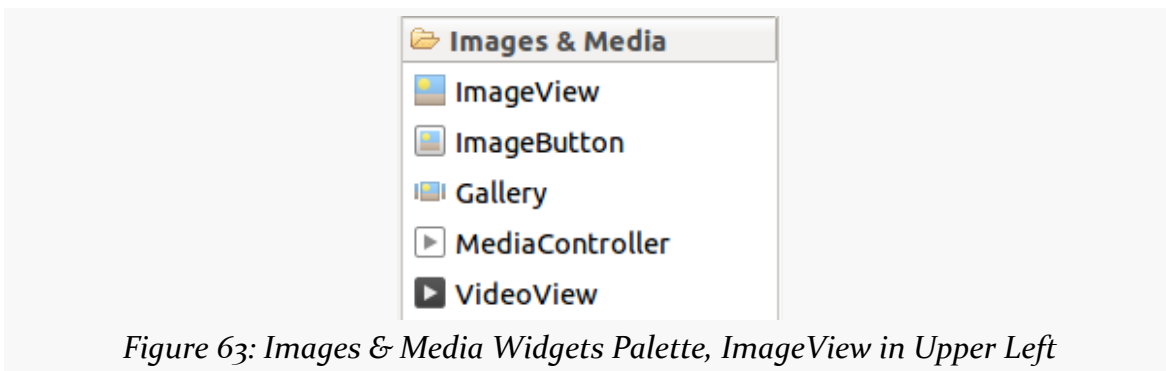 Images & Media
ImageView
ImageButton
Gallery
MediaController
VideoView
Figure 63: Images & Media Widgets Palette, ImageView in Upper Left